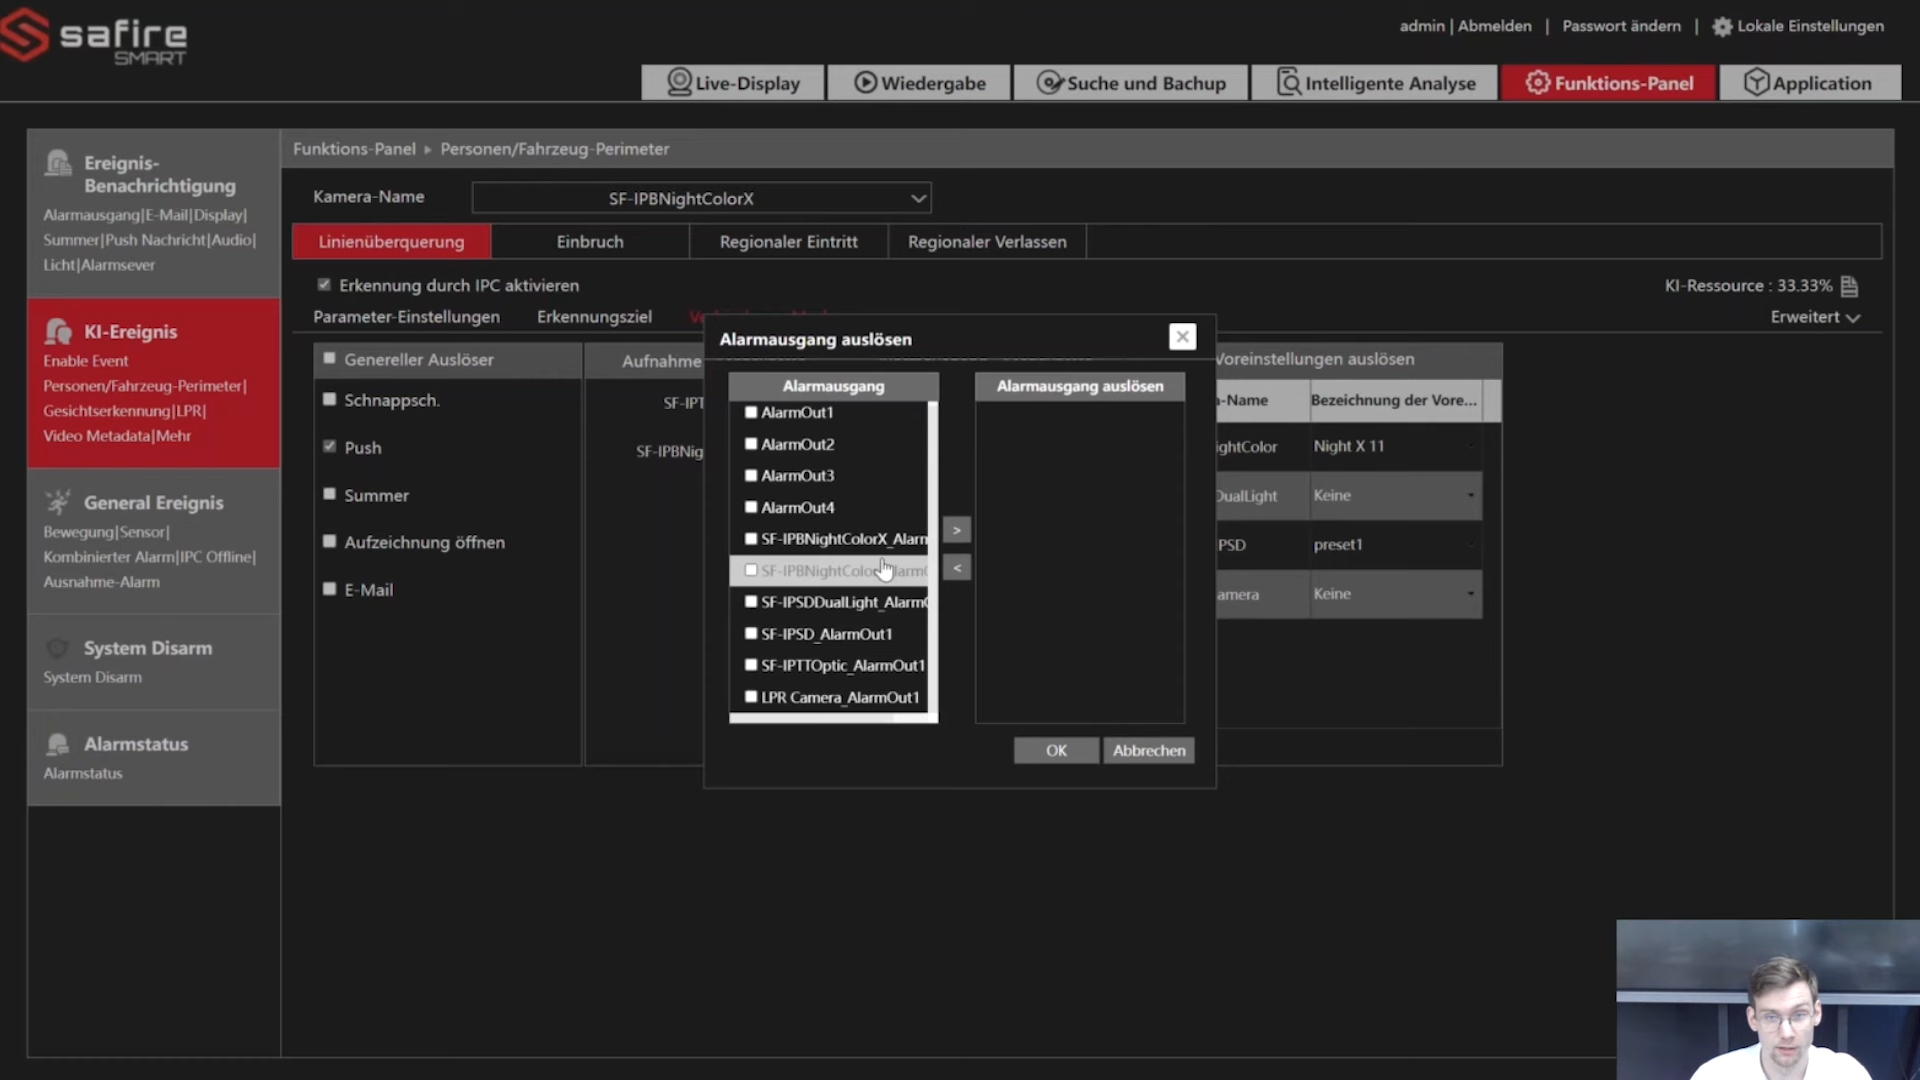 safire
SMART
admin | Abmelden | Passwort ändern | Lokale Einstellungen
Live-Display
Wiedergabe
Suche und Bachup
Intelligente Analyse
Funktions-Panel
Application
Ereignis-
Benachrichtigung
Alarmausgang|E-Mail|Display|
Summer|Push Nachricht|Audio|
Licht|Alarmsever
KI-Ereignis
Enable Event
Personen/Fahrzeug-Perimeter|
Gesichtserkennung|LPR|
Video Metadata|Mehr
General Ereignis
Bewegung|Sensor|
Kombinierter Alarm|IPC Offline|
Ausnahme-Alarm
System Disarm
System Disarm
Alarmstatus
Alarmstatus
Funktions-Panel ▸ Personen/Fahrzeug-Perimeter
Kamera-Name
SF-IPBNightColorX
Linienüberquerung
Einbruch
Regionaler Eintritt
Regionaler Verlassen
Erkennung durch IPC aktivieren
KI-Ressource : 33.33%
Parameter-Einstellungen
Erkennungsziel
Erweitert
Genereller Auslöser
Schnappsch.
Push
Summer
Aufzeichnung öffnen
E-Mail
Aufnahme
SF-IPT
SF-IPBNig
Alarmausgang auslösen
Alarmausgang
AlarmOut1
AlarmOut2
AlarmOut3
AlarmOut4
SF-IPBNightColorX_Alarm
SF-IPBNightColo
SF-IPSDDualLight_Alarm
SF-IPSD_AlarmOut1
SF-IPTTOptic_AlarmOut1
LPR Camera_AlarmOut1
>
<
Alarmausgang auslösen
OK
Abbrechen
Voreinstellungen auslösen
-Name
Bezeichnung der Vore...
ightColor
Night X 11
DualLight
Keine
PSD
preset1
amera
Keine